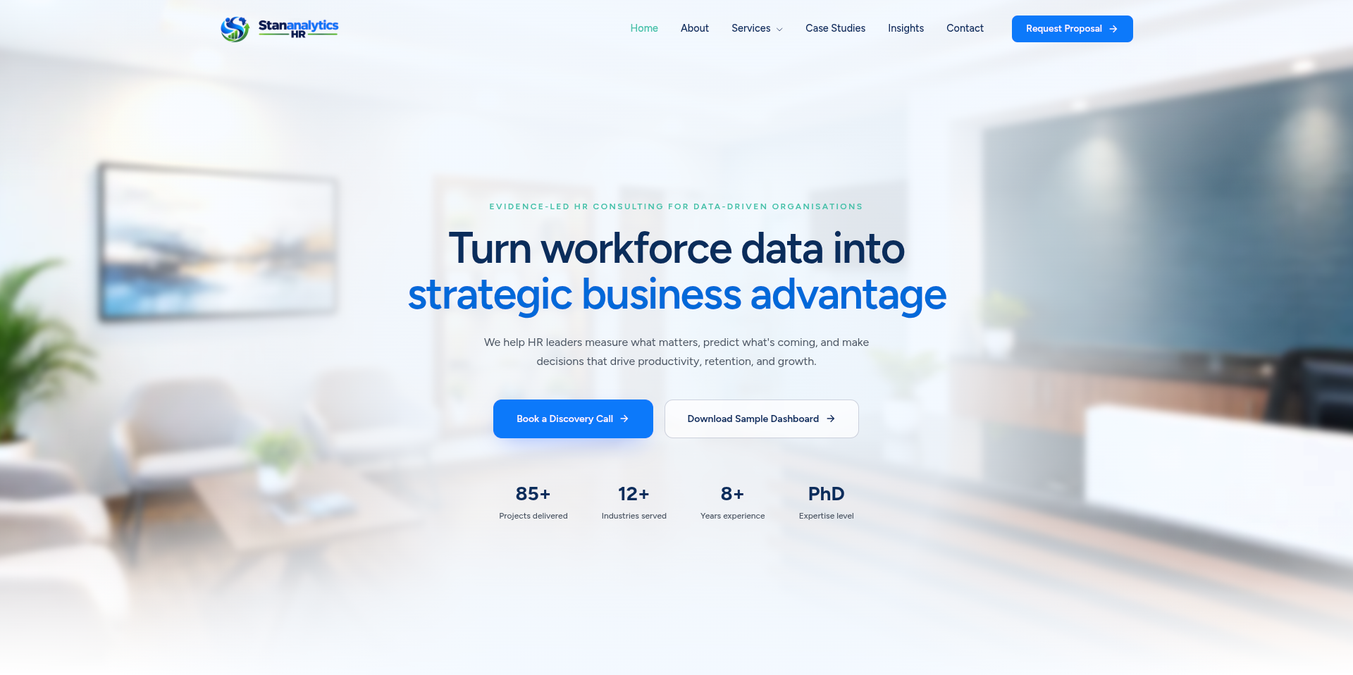 Stananalytics
HR
Home About Services Case Studies Insights Contact Request Proposal
EVIDENCE-LED HR CONSULTING FOR DATA-DRIVEN ORGANISATIONS
Turn workforce data into
strategic business advantage
We help HR leaders measure what matters, predict what's coming, and make
decisions that drive productivity, retention, and growth.
Book a Discovery Call Download Sample Dashboard
85+ 12+ 8+ PhD
Projects delivered Industries served Years experience Expertise level